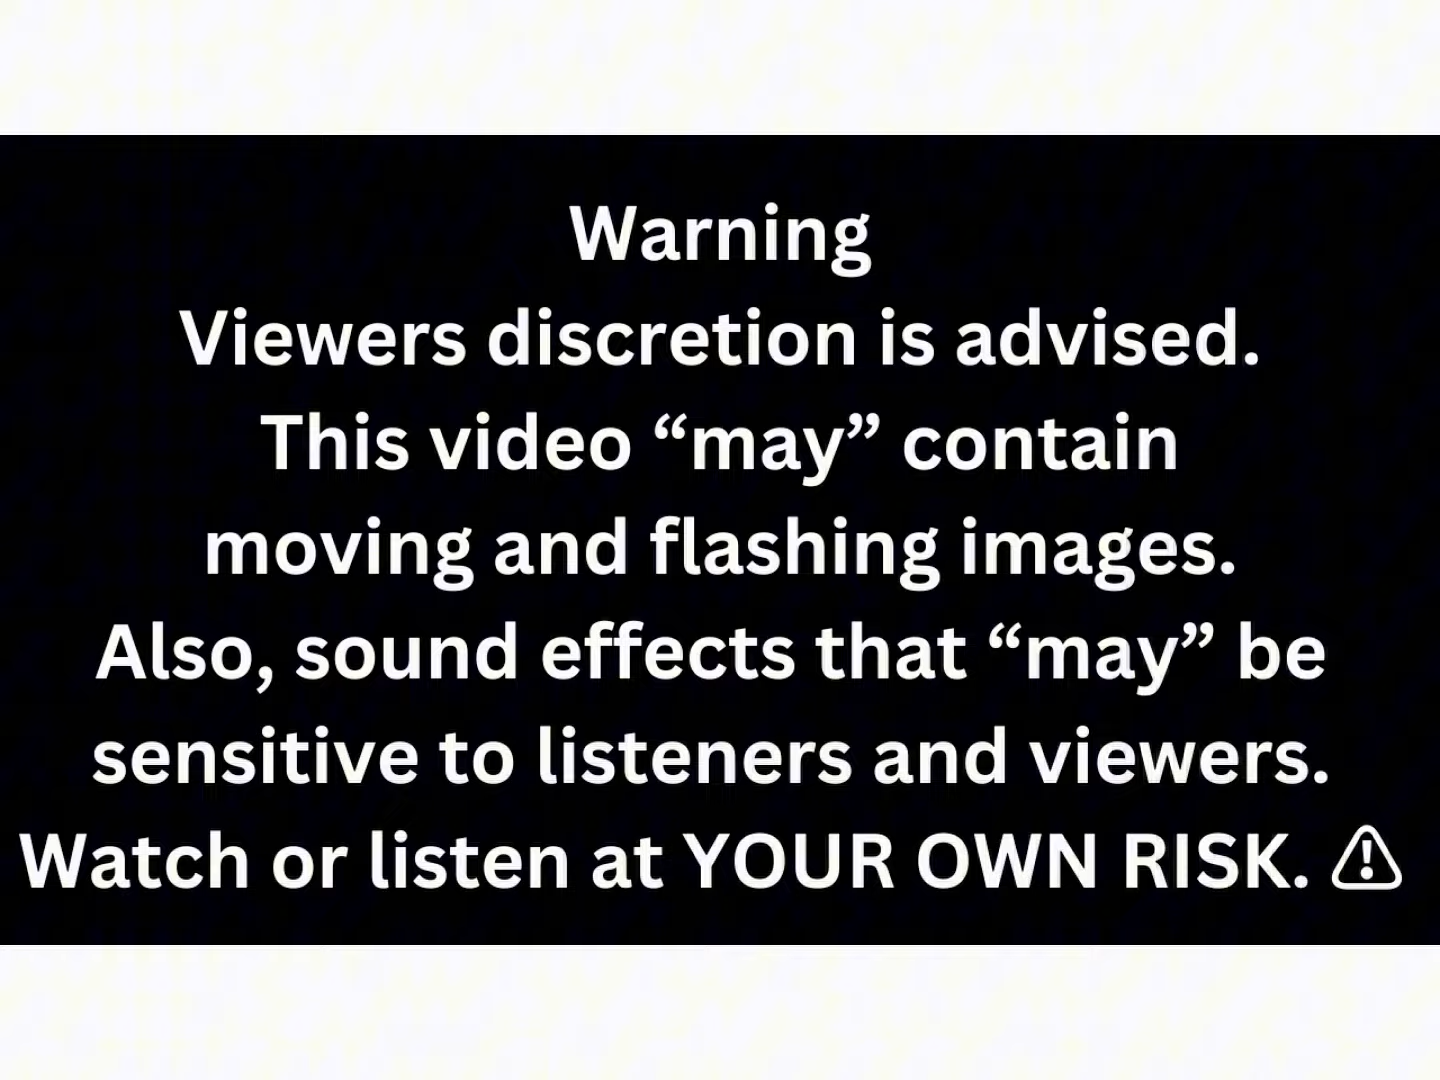 Warning
Viewers discretion is advised.
This video “may” contain
moving and flashing images.
Also, sound effects that “may” be
sensitive to listeners and viewers.
Watch or listen at YOUR OWN RISK. ⚠